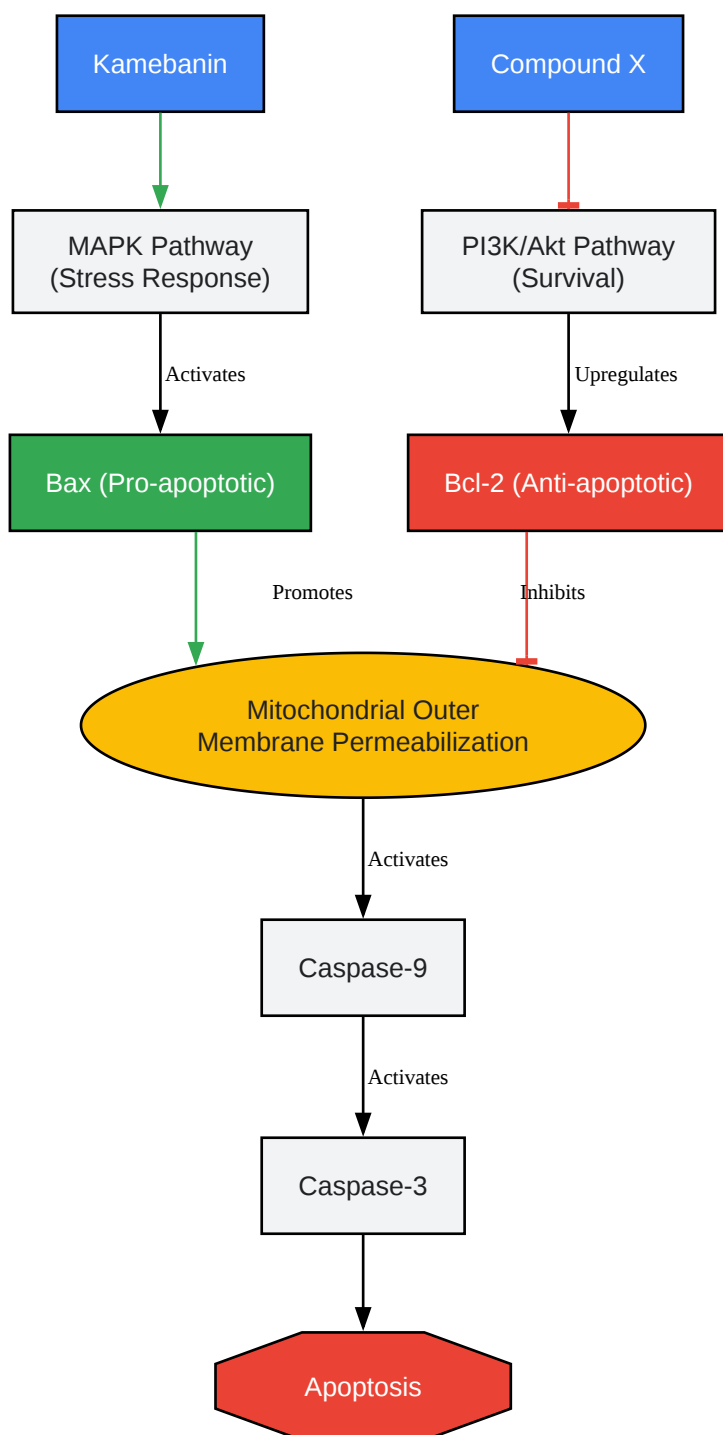 Kamebanin
Compound X
MAPK Pathway
(Stress Response)
PI3K/Akt Pathway
(Survival)
Activates
Upregulates
Bax (Pro-apoptotic)
Bcl-2 (Anti-apoptotic)
Promotes
Inhibits
Mitochondrial Outer
Membrane Permeabilization
Activates
Caspase-9
Activates
Caspase-3
Apoptosis